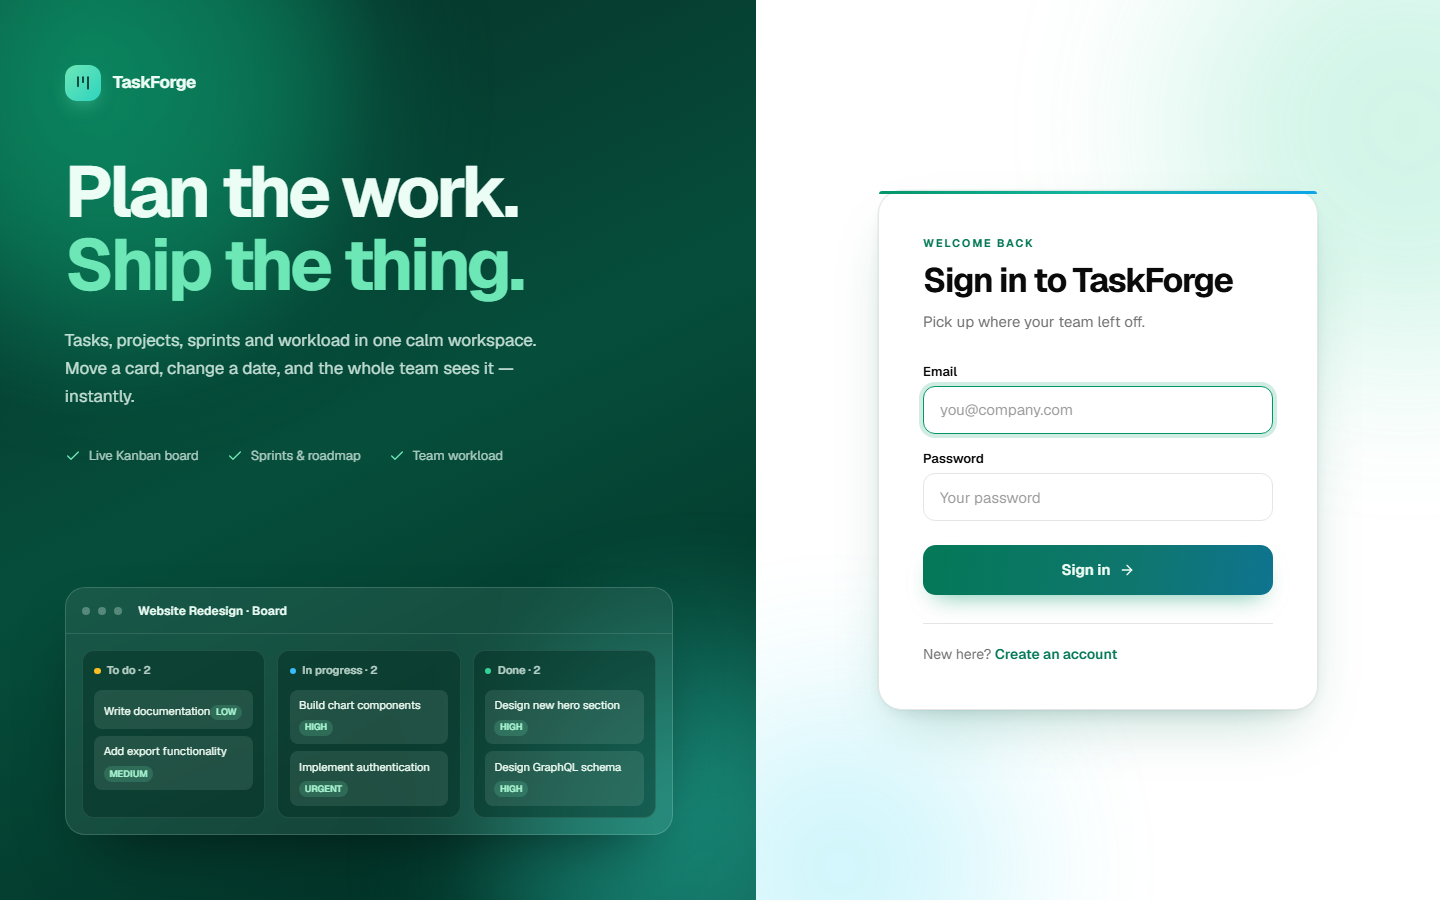 TaskForge
Plan the work.
Ship the thing.
Tasks, projects, sprints and workload in one calm workspace.
Move a card, change a date, and the whole team sees it —
instantly.
Live Kanban board
Sprints & roadmap
Team workload
Website Redesign · Board
To do · 2
Write documentation LOW
Add export functionality
MEDIUM
In progress · 2
Build chart components
HIGH
Implement authentication
URGENT
Done · 2
Design new hero section
HIGH
Design GraphQL schema
HIGH
WELCOME BACK
Sign in to TaskForge
Pick up where your team left off.
Email
you@company.com
Password
Your password
Sign in →
New here? Create an account